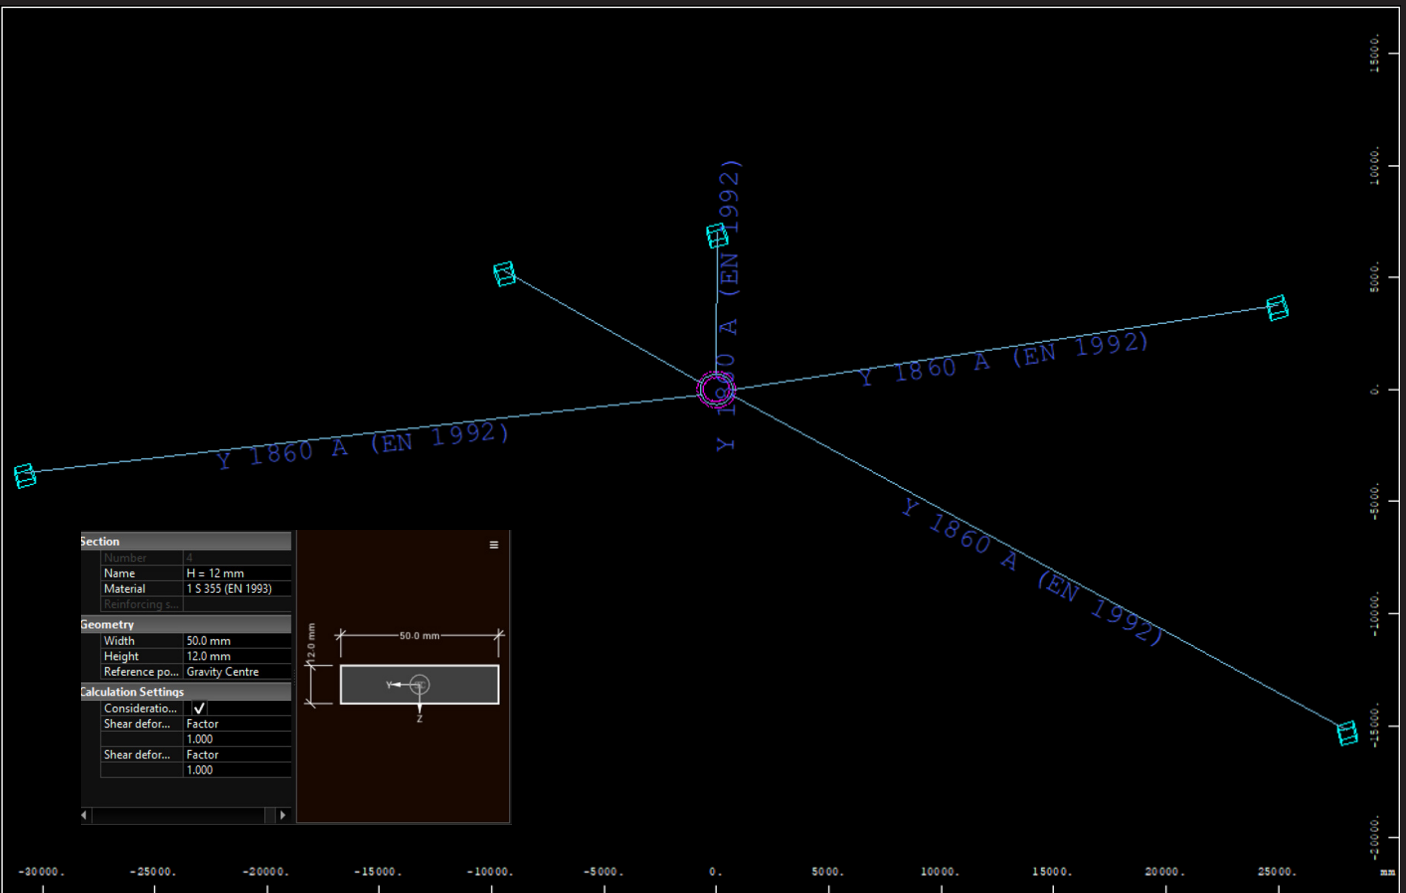 15000.
10000.
5000.
0.
-5000.
-10000.
-15000.
-20000.
Y 1860 A (EN 1992)
Y 1860 A (EN 1992)
Y 1860 A (EN 1992)
Y 1860 A (EN 1992)
Section
Number 4
Name H = 12 mm
Material 1 S 355 (EN 1993)
Reinforcing s...
Geometry
Width 50.0 mm
Height 12.0 mm
Reference po... Gravity Centre
Calculation Settings
Consideratio...
Shear defor... Factor
1.000
Shear defor... Factor
1.000
50.0 mm
12.0 mm
Y
Z
-30000. -25000. -20000. -15000. -10000. -5000. 0. 5000. 10000. 15000. 20000. 25000. mm